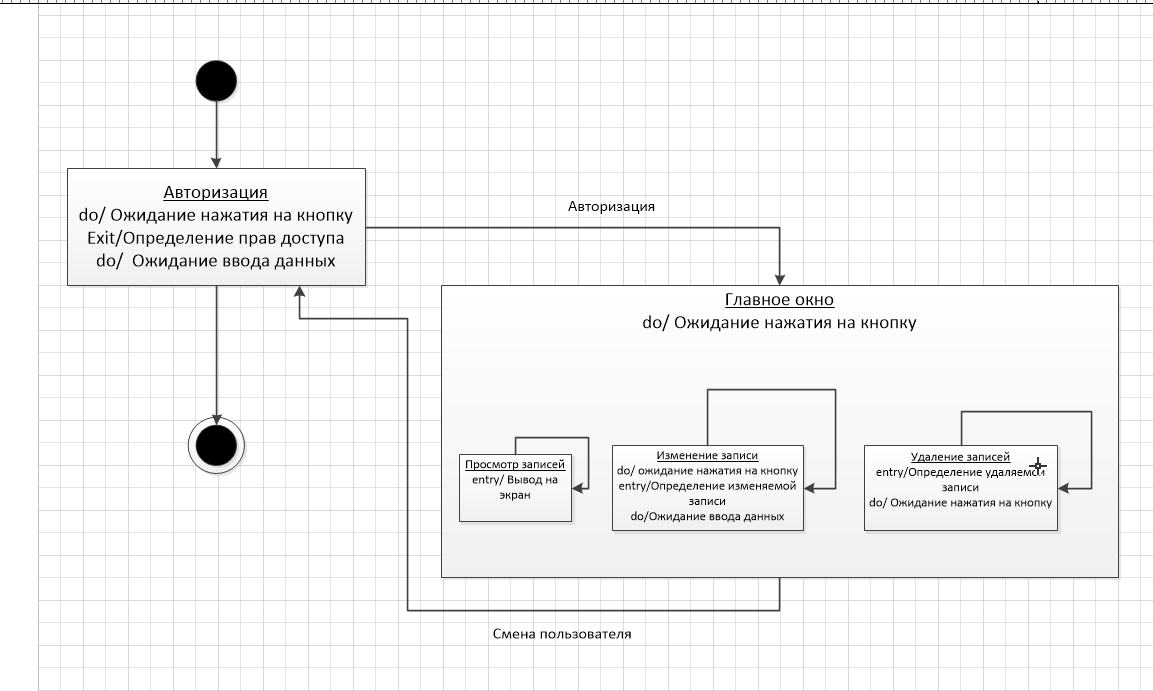 Авторизация
do/ Ожидание нажатия на кнопку
Exit/Определение прав доступа
do/ Ожидание ввода данных
Авторизация
Главное окно
do/ Ожидание нажатия на кнопку
Просмотр записей
entry/ Вывод на
экран
Изменение записи
do/ ожидание нажатия на кнопку
entry/Определение изменяемой
записи
do/Ожидание ввода данных
Удаление записей
entry/Определение удаляемой
записи
do/ Ожидание нажатия на кнопку
Смена пользователя